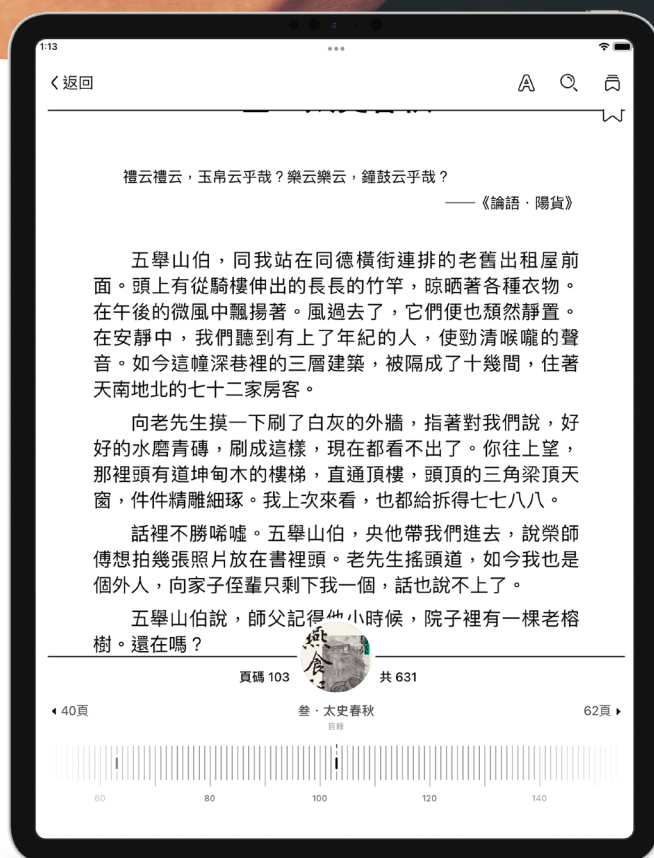 1:13
返回
A
叁·太史春秋
禮云禮云，玉帛云乎哉？樂云樂云，鐘鼓云乎哉？
——《論語·陽貨》
五舉山伯，同我站在同德橫街連排的老舊出租屋前
面。頭上有從騎樓伸出的長長的竹竿，晾晒著各種衣物。
在午後的微風中飄揚著。風過去了，它們便也頹然靜置。
在安靜中，我們聽到有上了年紀的人，使勁清喉嚨的聲
音。如今這幢深巷裡的三層建築，被隔成了十幾間，住著
天南地北的七十二家房客。
向老先生摸一下刷了白灰的外牆，指著對我們說，好
好的水磨青磚，刷成這樣，現在都看不出了。你往上望，
那裡頭有道坤甸木的樓梯，直通頂樓，頭頂的三角梁頂天
窗，件件精雕細琢。我上次來看，也都給拆得七七八八。
話裡不勝唏噓。五舉山伯，央他帶我們進去，說榮師
傅想拍幾張照片放在書裡頭。老先生搖頭道，如今我也是
個外人，向家子侄輩只剩下我一個，話也說不上了。
五舉山伯說，師父記得他小時候，院子裡有一棵老榕
樹。還在嗎？
燕食記
頁碼 103
共 631
40頁
叁·太史春秋
62頁
目錄
60
80
100
120
140